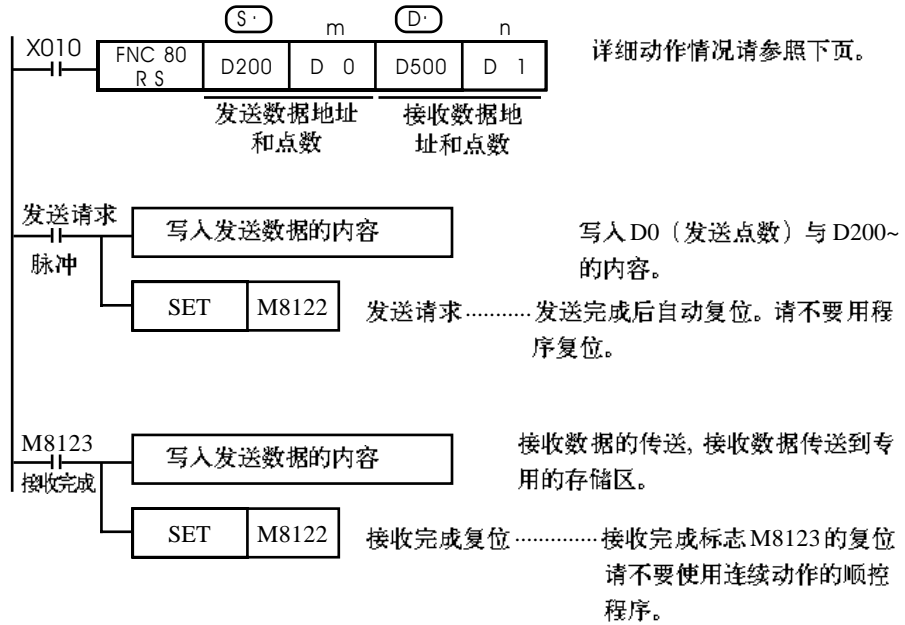 S· m D· n
X010 FNC 80 RS D200 D 0 D500 D 1 详细动作情况请参照下页。
发送数据地址和点数
接收数据地址和点数
发送请求
脉冲
写入发送数据的内容
写入D0（发送点数）与D200~
的内容。
SET M8122 发送请求···········发送完成后自动复位。请不要用程
序复位。
M8123
接收完成
写入发送数据的内容
接收数据的传送, 接收数据传送到专
用的存储区。
SET M8122 接收完成复位··············接收完成标志M8123的复位
请不要使用连续动作的顺控
程序。